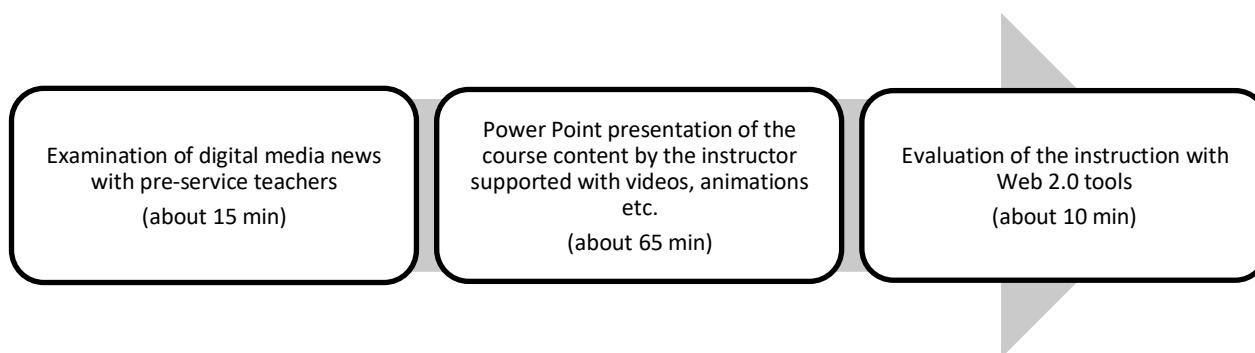 Examination of digital media news
with pre-service teachers
(about 15 min)
Power Point presentation of the
course content by the instructor
supported with videos, animations
etc.
(about 65 min)
Evaluation of the instruction with
Web 2.0 tools
(about 10 min)